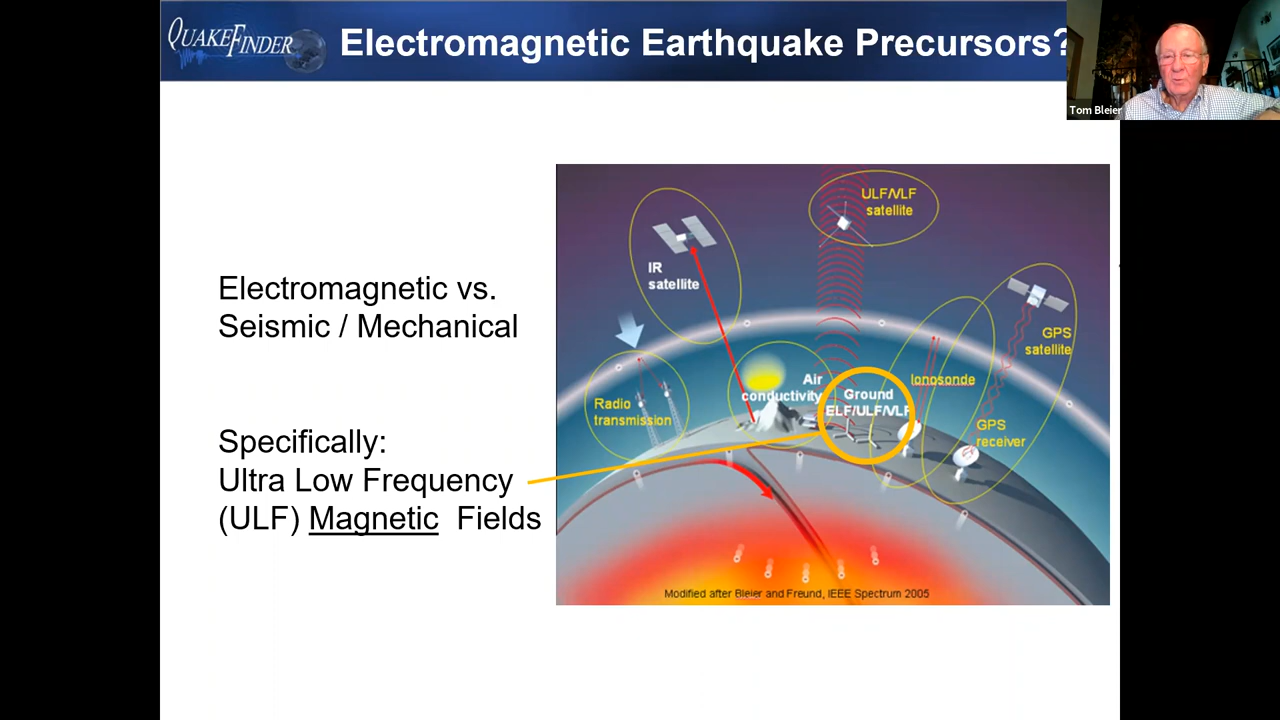 QUAKEFINDER
Electromagnetic Earthquake Precursors?
Tom Bleier
Electromagnetic vs.
Seismic / Mechanical
Specifically:
Ultra Low Frequency
(ULF) Magnetic Fields
ULF/VLF
satellite
IR
satellite
GPS
satellite
Radio
transmission
Air
conductivity
Ground
ELF/ULF/VLF
Ionosonde
GPS
receiver
Modified after Bleier and Freund, IEEE Spectrum 2005